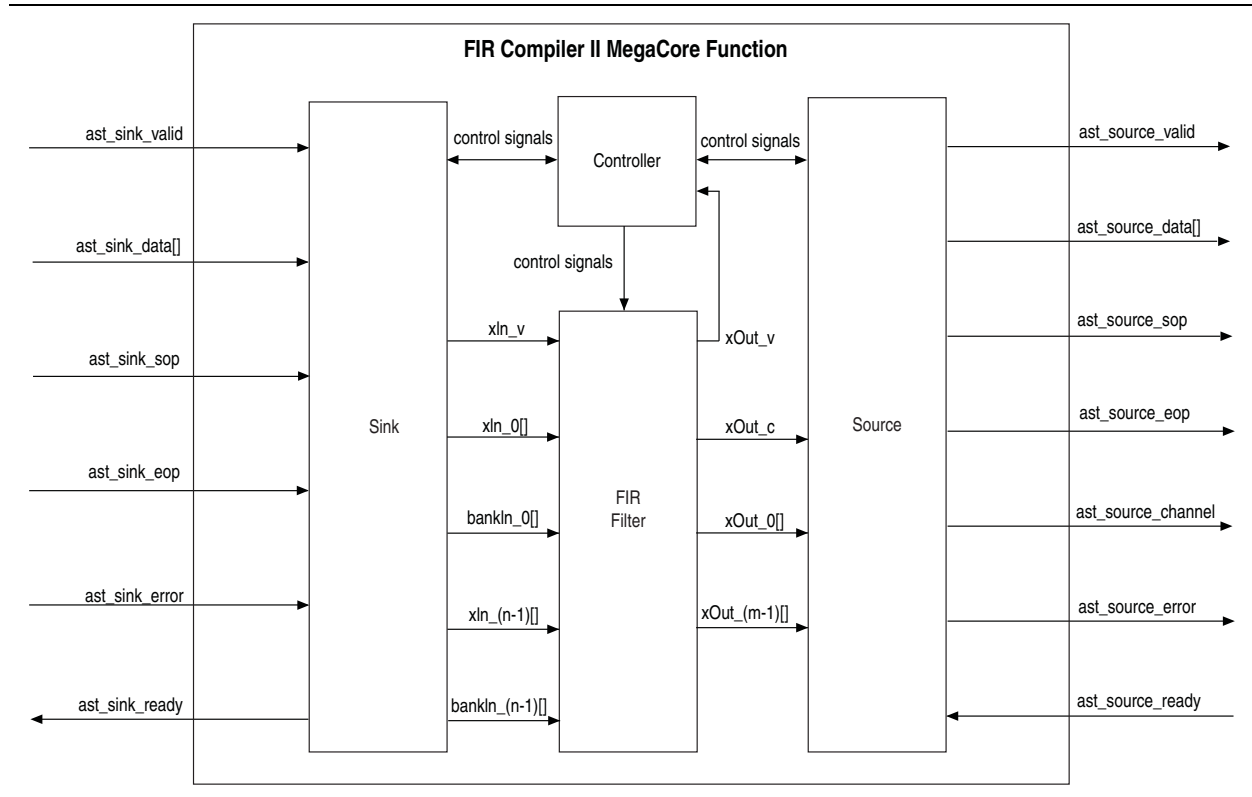 FIR Compiler II MegaCore Function
ast_sink_valid
ast_sink_data[]
ast_sink_sop
ast_sink_eop
ast_sink_error
ast_sink_ready
Sink
control signals
Controller
control signals
control signals
xIn_v
xIn_0[]
bankIn_0[]
xIn_(n-1)[]
bankIn_(n-1)[]
FIR
Filter
xOut_v
xOut_c
xOut_0[]
xOut_(m-1)[]
Source
ast_source_valid
ast_source_data[]
ast_source_sop
ast_source_eop
ast_source_channel
ast_source_error
ast_source_ready